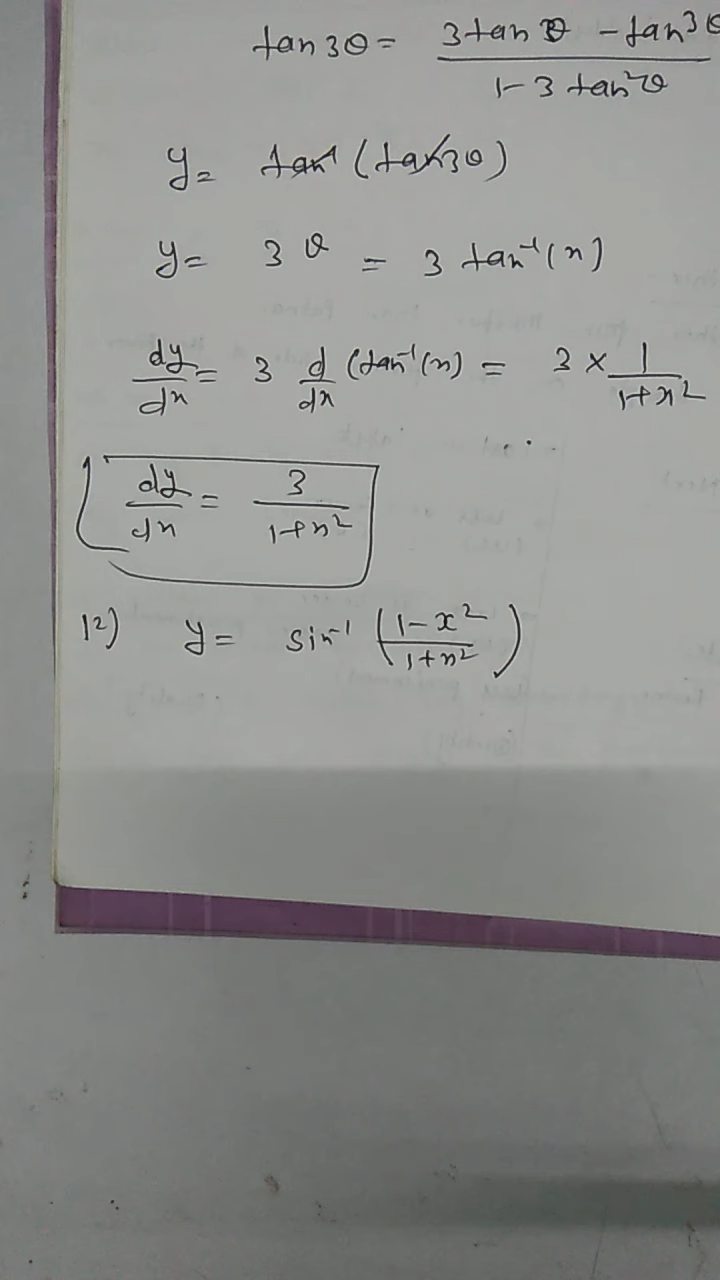 tan 3θ = 3 tan θ - tan³θ / 1 - 3 tan²θ
y = tan⁻¹ (tan 3θ)
y = 3θ = 3 tan⁻¹(x)
dy/dx = 3 d/dx (tan⁻¹(x) = 3 × 1/1+x²
dy/dx = 3/1+x²
12) y = sin⁻¹ (1-x²/1+x²)